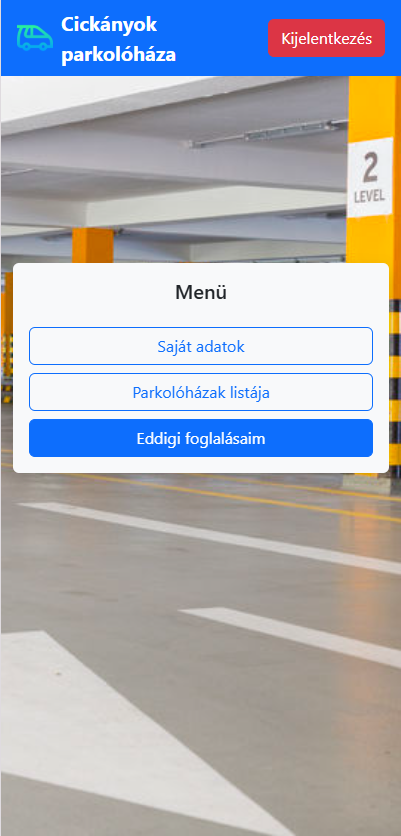 Cickányok
parkolóháza
Kijelentkezés
2
LEVEL
Menü
Saját adatok
Parkolóházak listája
Eddigi foglalásaim